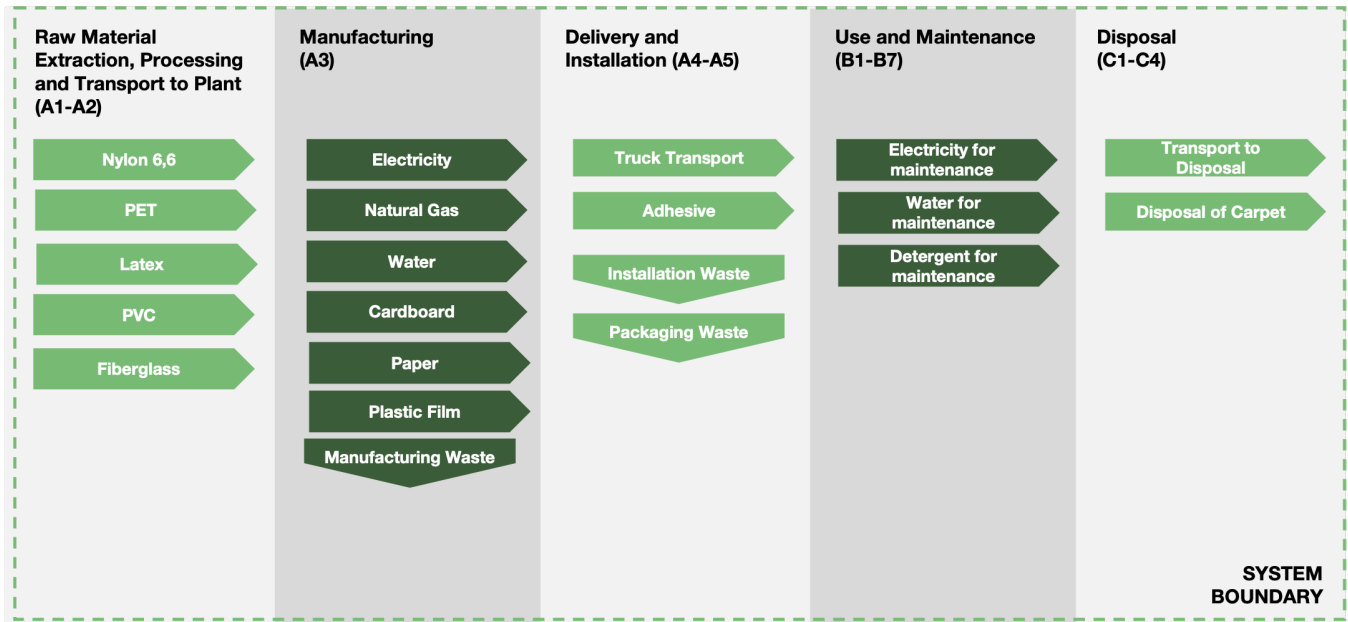 Raw Material
Extraction, Processing
and Transport to Plant
(A1-A2)
Nylon 6,6
PET
Latex
PVC
Fiberglass
Manufacturing
(A3)
Electricity
Natural Gas
Water
Cardboard
Paper
Plastic Film
Manufacturing Waste
Delivery and
Installation (A4-A5)
Truck Transport
Adhesive
Installation Waste
Packaging Waste
Use and Maintenance
(B1-B7)
Electricity for
maintenance
Water for
maintenance
Detergent for
maintenance
Disposal
(C1-C4)
Transport to
Disposal
Disposal of Carpet
SYSTEM
BOUNDARY